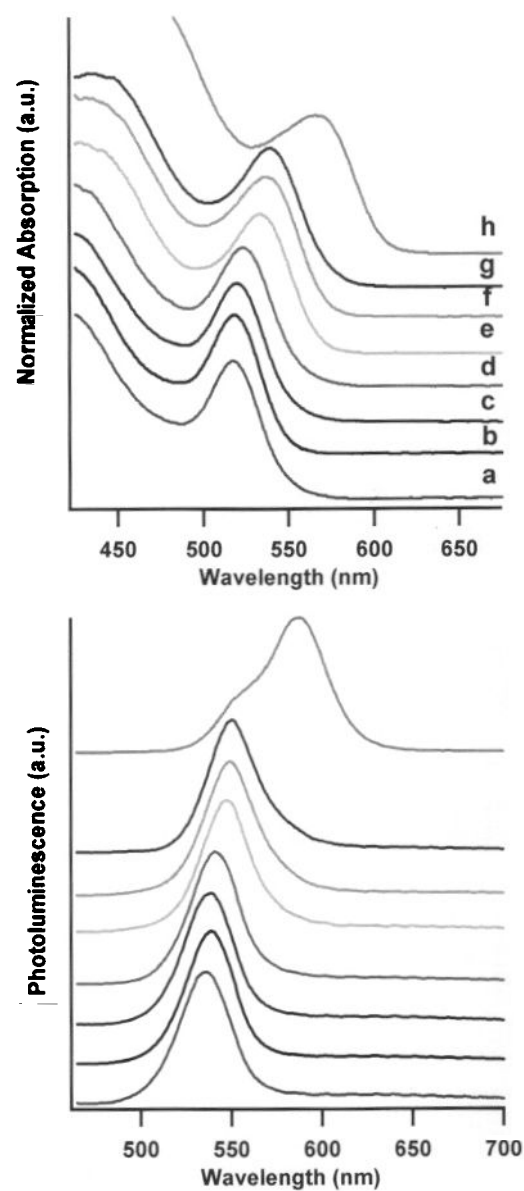 Normalized Absorption (a.u.)
h
g
f
e
d
c
b
a
450 500 550 600 650
Wavelength (nm)
Photoluminescence (a.u.)
500 550 600 650 700
Wavelength (nm)